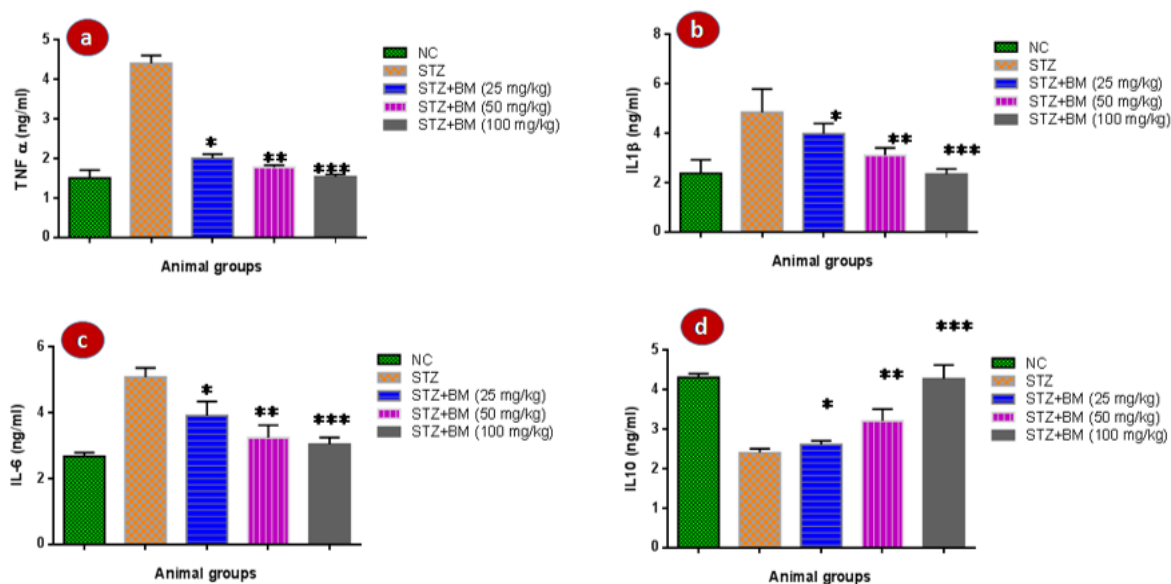 a
TNF α (ng/ml)
5
4
3
2
1
0
*
**
***
Animal groups
NC
STZ
STZ+BM (25 mg/kg)
STZ+BM (50 mg/kg)
STZ+BM (100 mg/kg)
b
IL1β (ng/ml)
8
6
4
2
0
*
**
***
Animal groups
NC
STZ
STZ+BM (25 mg/kg)
STZ+BM (50 mg/kg)
STZ+BM (100 mg/kg)
c
IL-6 (ng/ml)
6
4
2
0
*
**
***
Animal groups
NC
STZ
STZ+BM (25 mg/kg)
STZ+BM (50 mg/kg)
STZ+BM (100 mg/kg)
d
IL10 (ng/ml)
5
4
3
2
1
0
*
**
***
Animal groups
NC
STZ
STZ+BM (25 mg/kg)
STZ+BM (50 mg/kg)
STZ+BM (100 mg/kg)